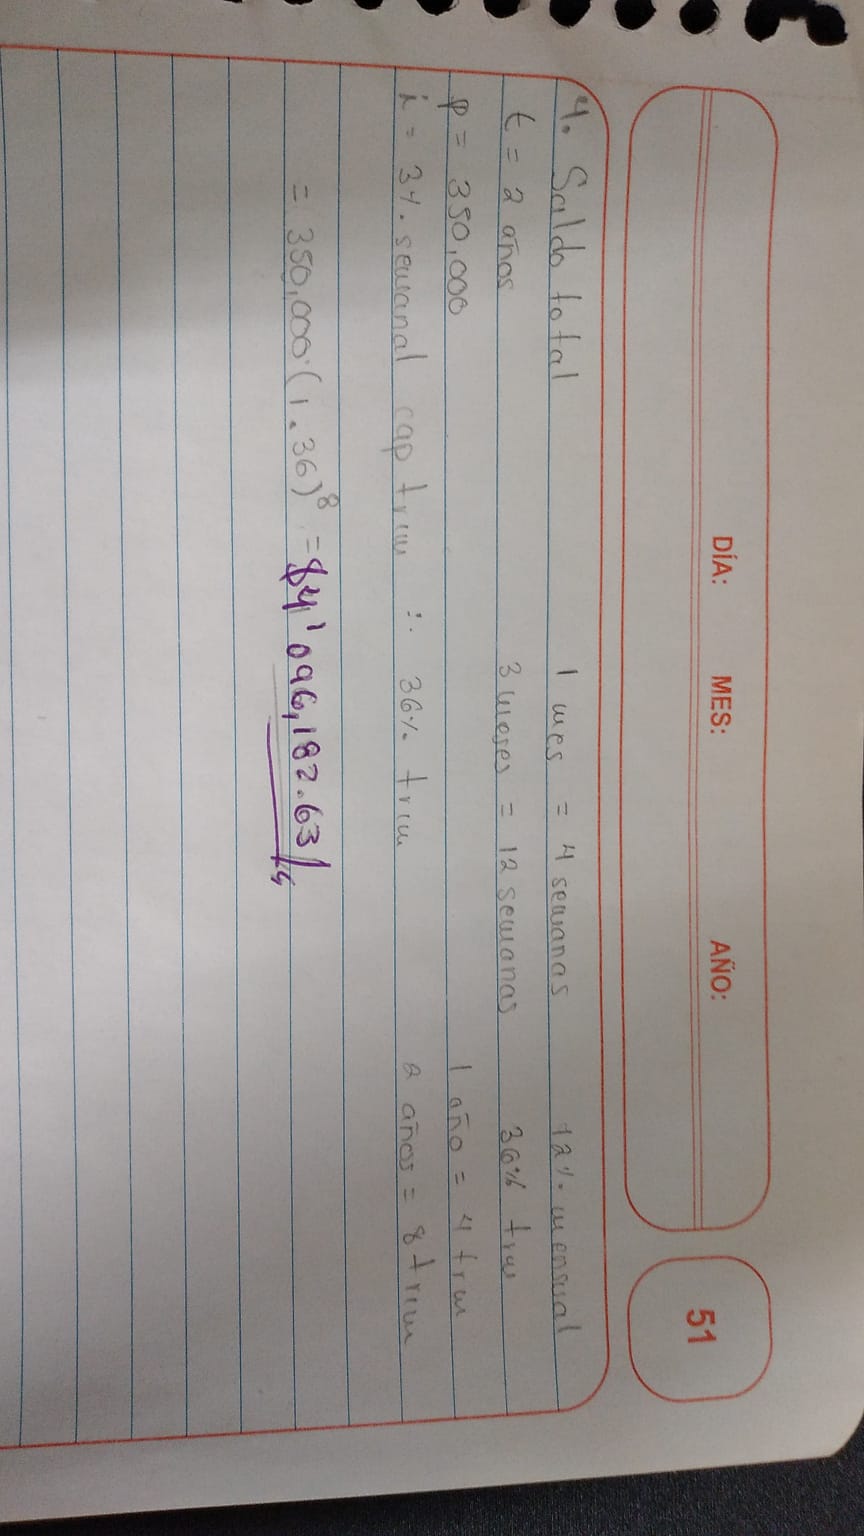 DÍA: MES: AÑO:
51
4. Saldo total 1 mes = 4 semanas 12% mensual
t = 2 años 3 meses = 12 semanas 36% trim
p = 350,000 1 año = 4 trim
i = 3% semanal cap trim ∴ 36% trim 2 años = 8 trim
= 350,000 (1.36)⁸ = $4'096,182.63